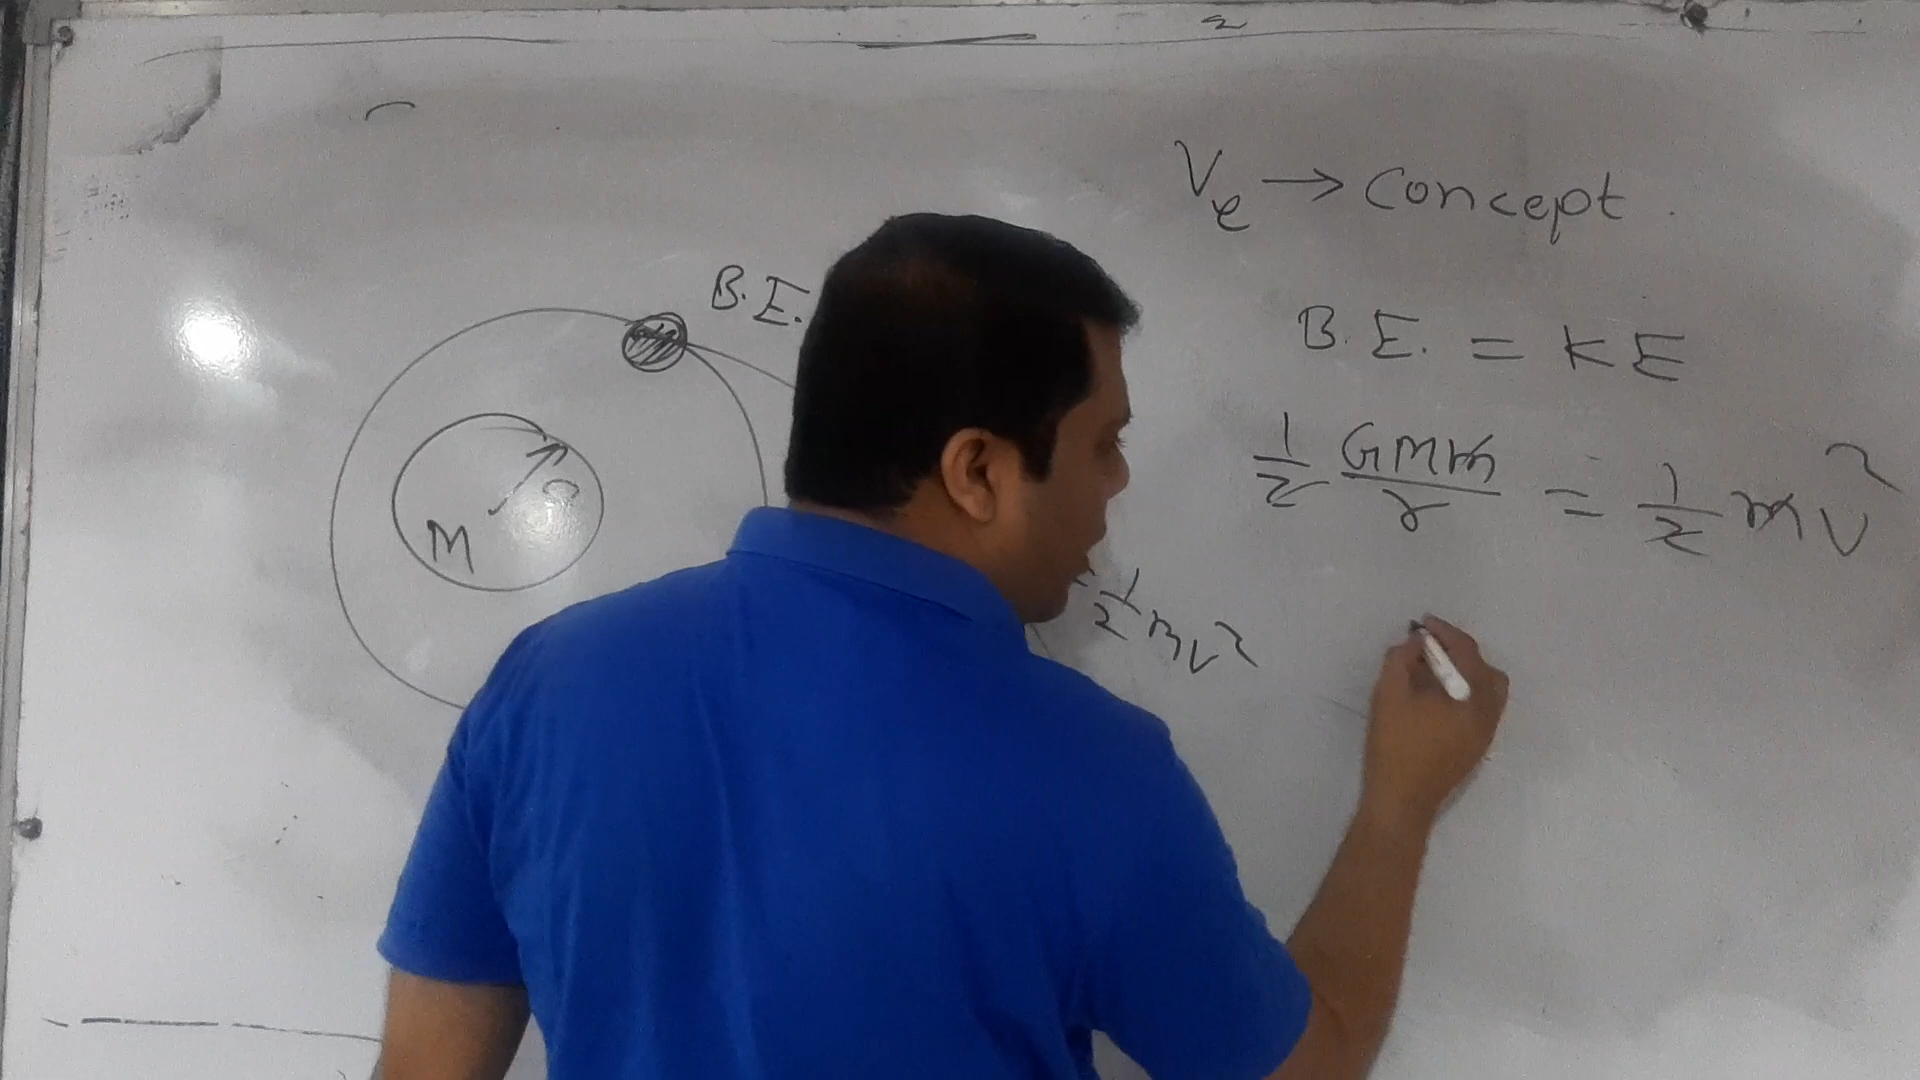 Ve → concept.
B.E.
B.E. = KE
1/2 GMm/r = 1/2 mv²
M
= 1/2 mv²